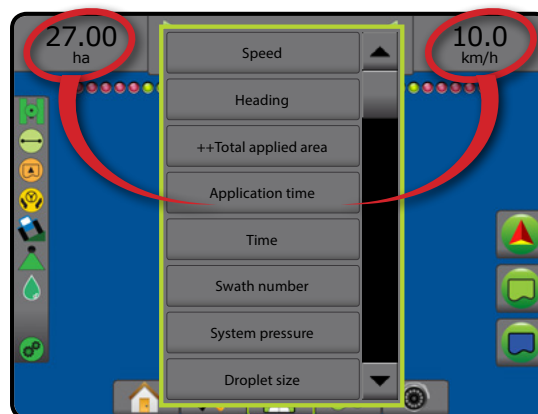 27.00
ha
10.0
km/h
Speed
Heading
++Total applied area
Application time
Time
Swath number
System pressure
Droplet size